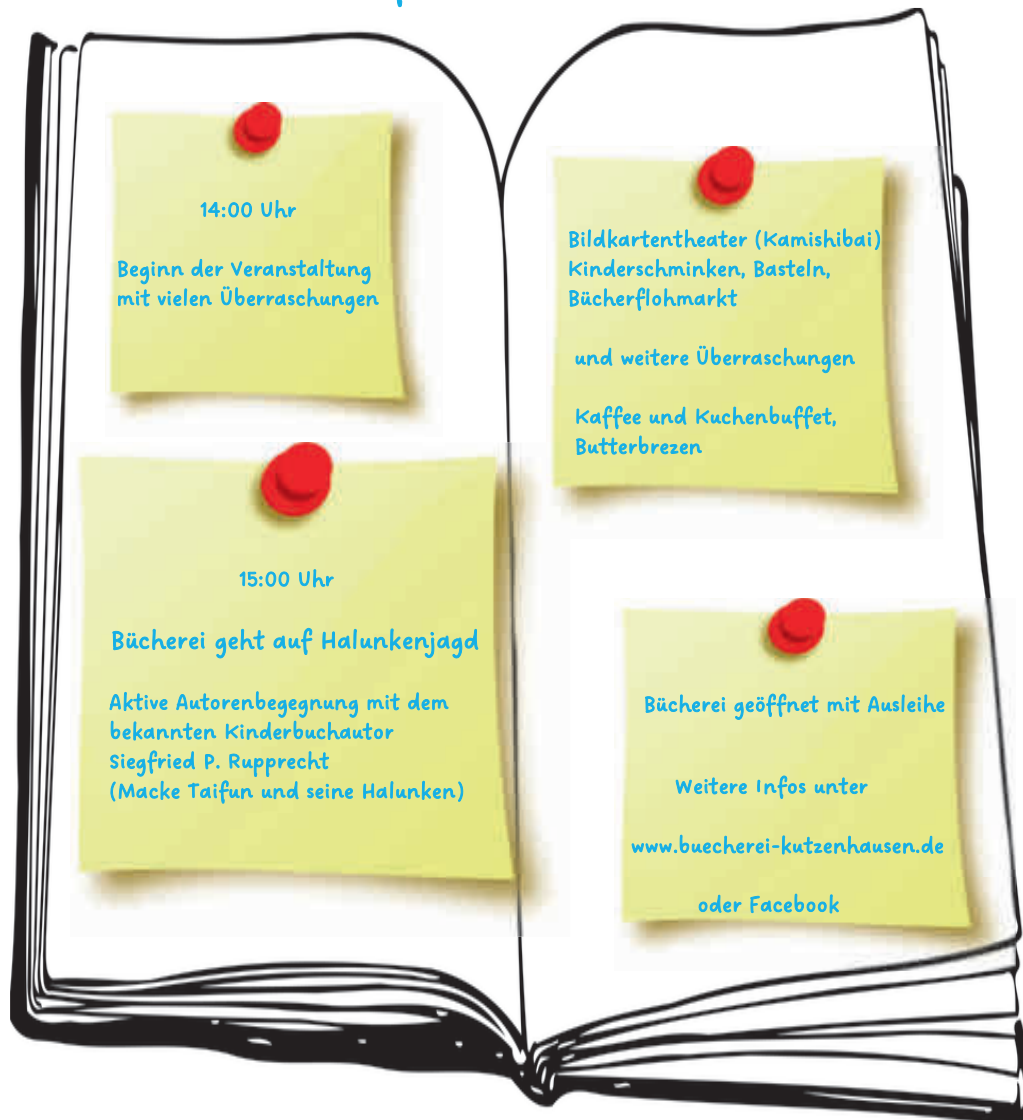 14:00 Uhr
Beginn der Veranstaltung
mit vielen Überraschungen
15:00 Uhr
Bücherei geht auf Halunkenjagd
Aktive Autorenbegegnung mit dem
bekannten Kinderbuchautor
Siegfried P. Rupprecht
(Macke Taifun und seine Halunken)
Bildkartentheater (Kamishibai)
Kinderschminken, Basteln,
Bücherflohmarkt
und weitere Überraschungen
Kaffee und Kuchenbuffet,
Butterbrezen
Bücherei geöffnet mit Ausleihe
Weitere Infos unter
www.buecherei-kutzenhausen.de
oder Facebook